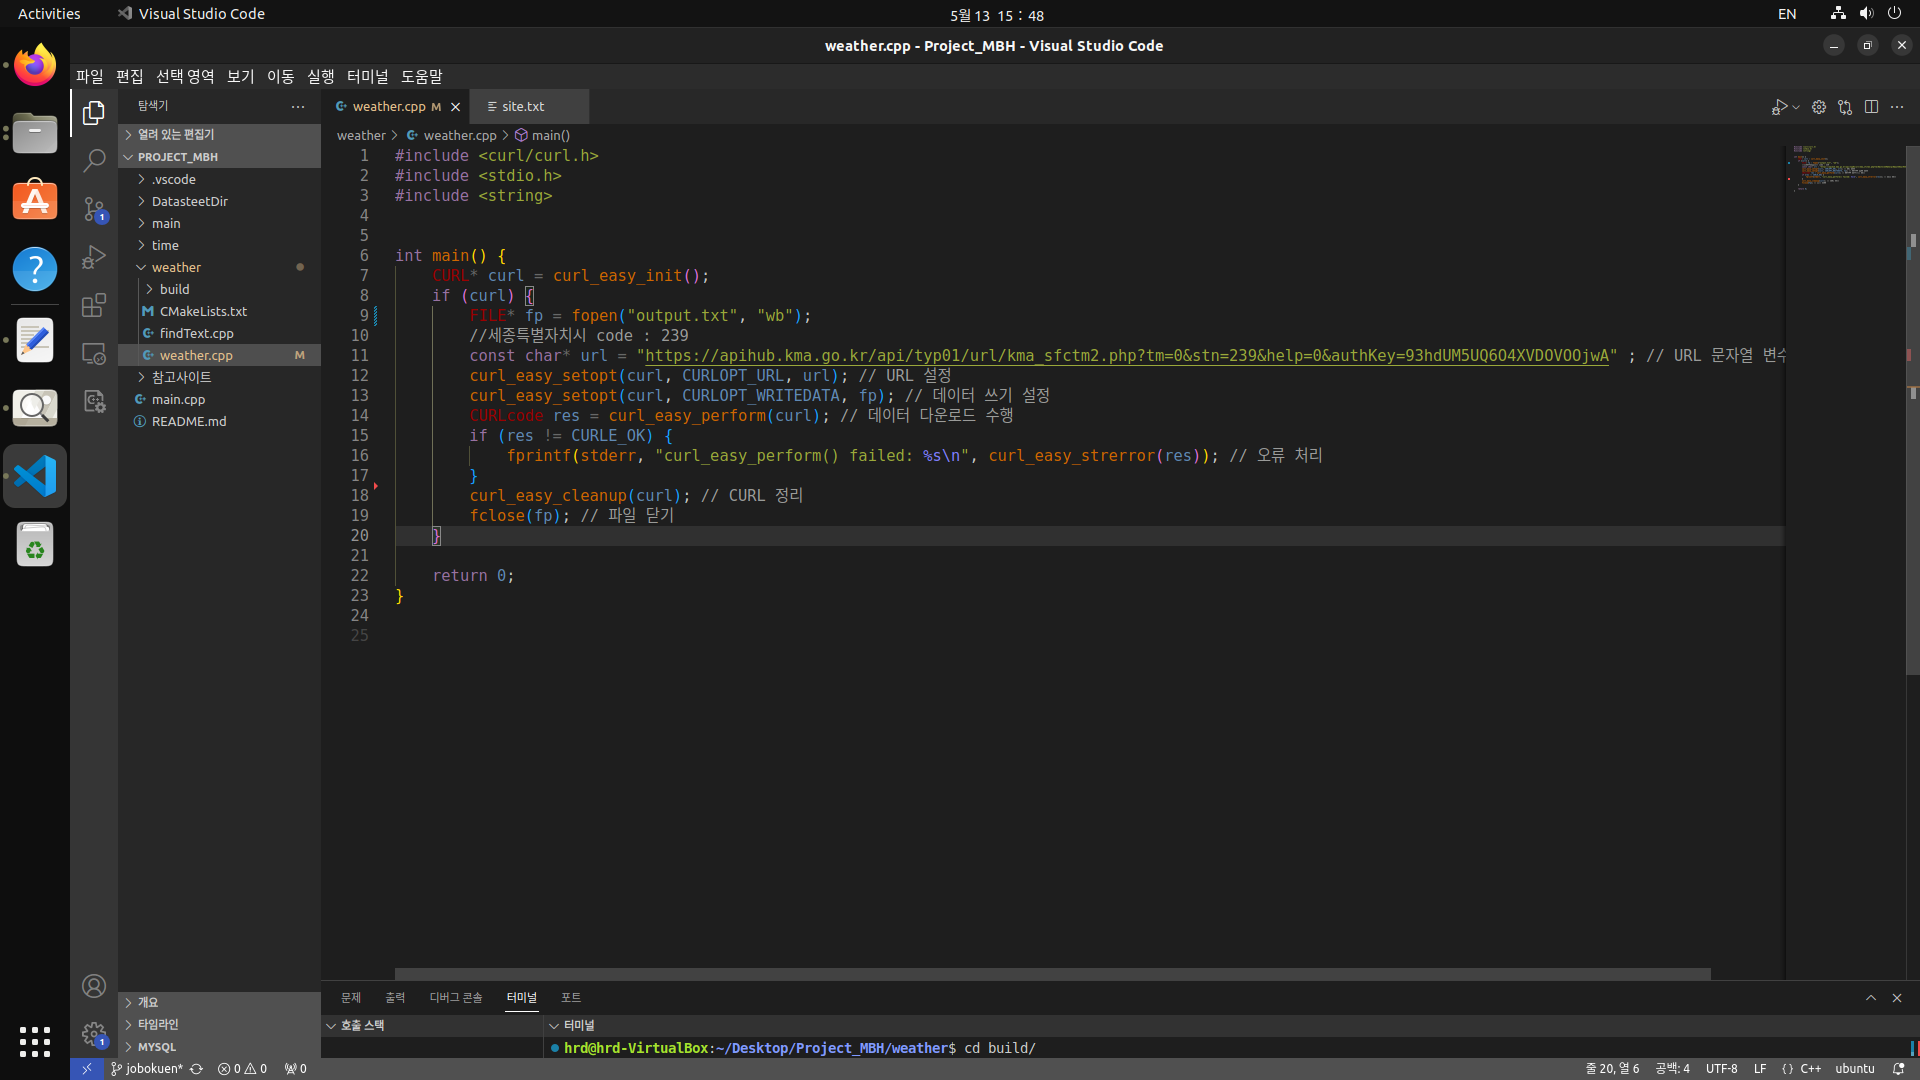 Activities
Visual Studio Code
5월 13 15 : 48
EN
weather.cpp - Project_MBH - Visual Studio Code
파일 편집 선택 영역 보기 이동 실행 터미널 도움말
탐색기
열려 있는 편집기
PROJECT_MBH
.vscode
DatasteetDir
main
time
weather
build
CMakeLists.txt
findText.cpp
weather.cpp M
참고사이트
main.cpp
README.md
개요
타임라인
MYSQL
1
1
weather.cpp M
site.txt
weather > weather.cpp > main()
1 #include <curl/curl.h>
2 #include <stdio.h>
3 #include <string>
4
5
6 int main() {
7 CURL* curl = curl_easy_init();
8 if (curl) {
9 FILE* fp = fopen("output.txt", "wb");
10 //세종특별자치시 code : 239
11 const char* url = "https://apihub.kma.go.kr/api/typ01/url/kma_sfctm2.php?tm=0&stn=239&help=0&authKey=93hdUM5UQ6O4XVDOVOOjwA" ; // URL 문자열 변수
12 curl_easy_setopt(curl, CURLOPT_URL, url); // URL 설정
13 curl_easy_setopt(curl, CURLOPT_WRITEDATA, fp); // 데이터 쓰기 설정
14 CURLcode res = curl_easy_perform(curl); // 데이터 다운로드 수행
15 if (res != CURLE_OK) {
16 fprintf(stderr, "curl_easy_perform() failed: %s\n", curl_easy_strerror(res)); // 오류 처리
17 }
18 curl_easy_cleanup(curl); // CURL 정리
19 fclose(fp); // 파일 닫기
20 }
21
22 return 0;
23 }
24
25
문제 출력 디버그 콘솔 터미널 포트
호출 스택
터미널
hrd@hrd-VirtualBox:~/Desktop/Project_MBH/weather$ cd build/
jobokuen* 0 0 0
줄 20, 열 6 공백: 4 UTF-8 LF {} C++ ubuntu